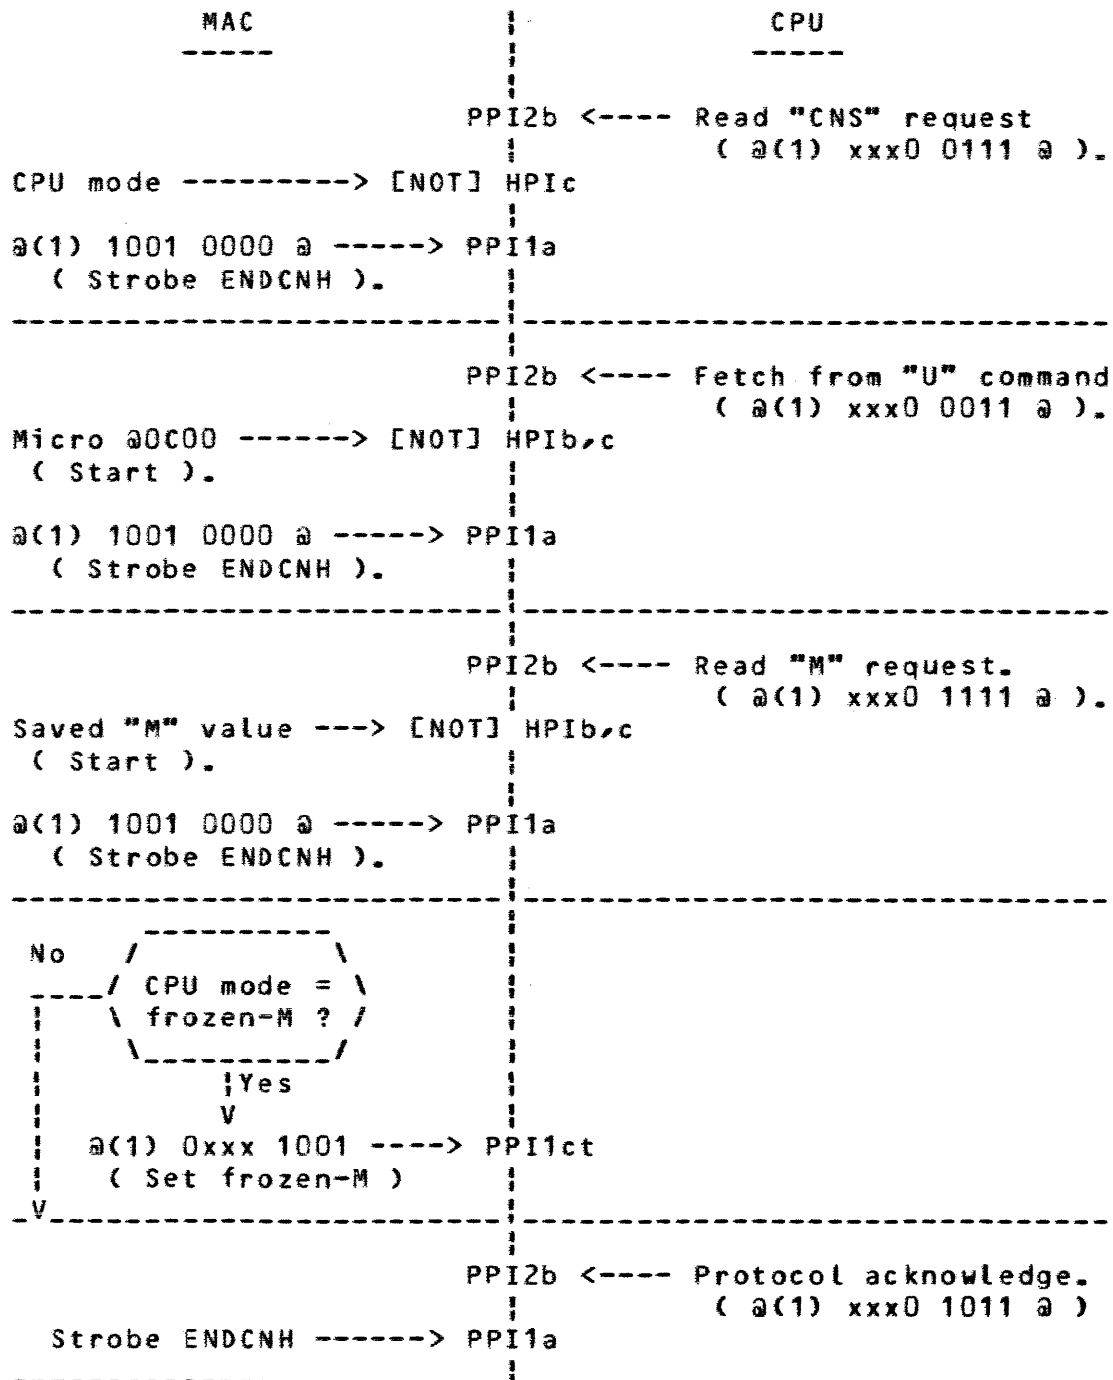 MAC CPU
----- -----
PPI2b <---- Read "CNS" request
( @(1) xxx0 0111 @ ).
CPU mode ---------> [NOT] HPIc
@(1) 1001 0000 @ -----> PPI1a
( Strobe ENDCNH ).
PPI2b <---- Fetch from "U" command
( @(1) xxx0 0011 @ ).
Micro @0C00 ------> [NOT] HPIb,c
( Start ).
@(1) 1001 0000 @ -----> PPI1a
( Strobe ENDCNH ).
PPI2b <---- Read "M" request.
( @(1) xxx0 1111 @ ).
Saved "M" value ---> [NOT] HPIb,c
( Start ).
@(1) 1001 0000 @ -----> PPI1a
( Strobe ENDCNH ).
No
CPU mode =
frozen-M ?
Yes
V
@(1) 0xxx 1001 ----> PPI1ct
( Set frozen-M )
V
PPI2b <---- Protocol acknowledge.
( @(1) xxx0 1011 @ )
Strobe ENDCNH ------> PPI1a